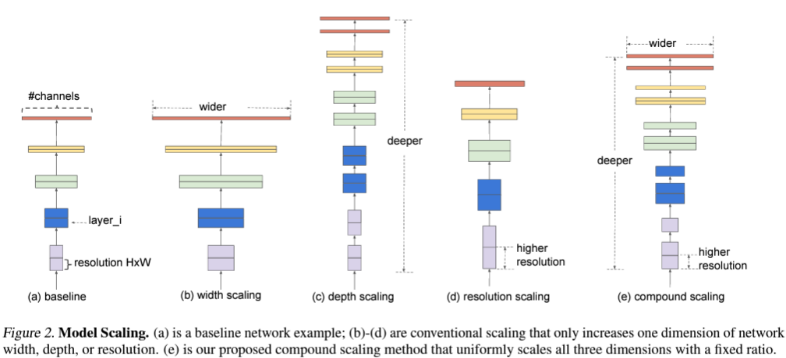 #channels
layer_i
resolution HxW
(a) baseline
wider
(b) width scaling
deeper
(c) depth scaling
higher
resolution
(d) resolution scaling
wider
deeper
higher
resolution
(e) compound scaling
Figure 2. Model Scaling. (a) is a baseline network example; (b)-(d) are conventional scaling that only increases one dimension of network
width, depth, or resolution. (e) is our proposed compound scaling method that uniformly scales all three dimensions with a fixed ratio.